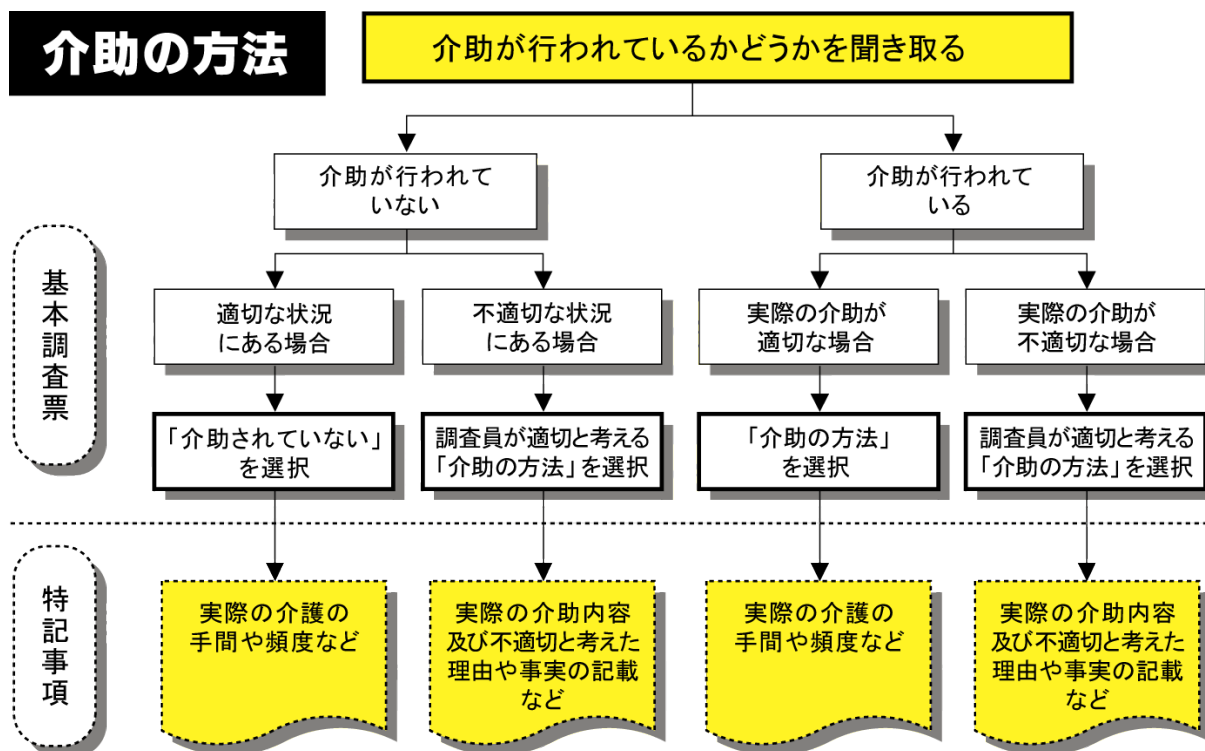 介助の方法
介助が行われているかどうかを聞き取る
介助が行われて
いない
介助が行われて
いる
基本調査票
適切な状況
にある場合
不適切な状況
にある場合
実際の介助が
適切な場合
実際の介助が
不適切な場合
「介助されていない」
を選択
調査員が適切と考える
「介助の方法」を選択
「介助の方法」
を選択
調査員が適切と考える
「介助の方法」を選択
特記事項
実際の介護の
手間や頻度など
実際の介助内容
及び不適切と考えた
理由や事実の記載
など
実際の介護の
手間や頻度など
実際の介助内容
及び不適切と考えた
理由や事実の記載
など